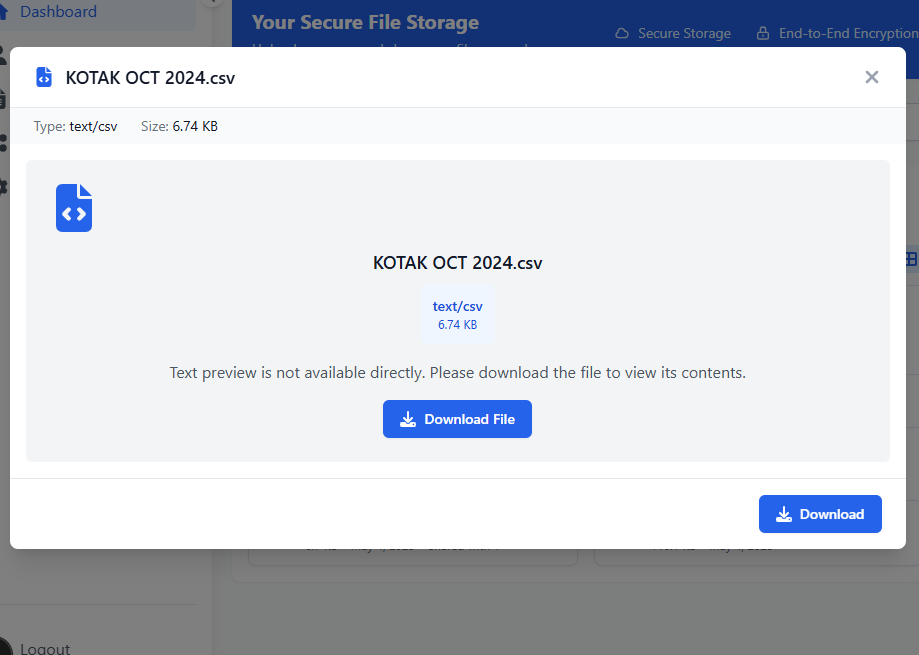 Dashboard
Your Secure File Storage
Secure Storage
End-to-End Encryption
KOTAK OCT 2024.csv
Type: text/csv
Size: 6.74 KB
KOTAK OCT 2024.csv
text/csv
6.74 KB
Text preview is not available directly. Please download the file to view its contents.
Download File
Download
Logout